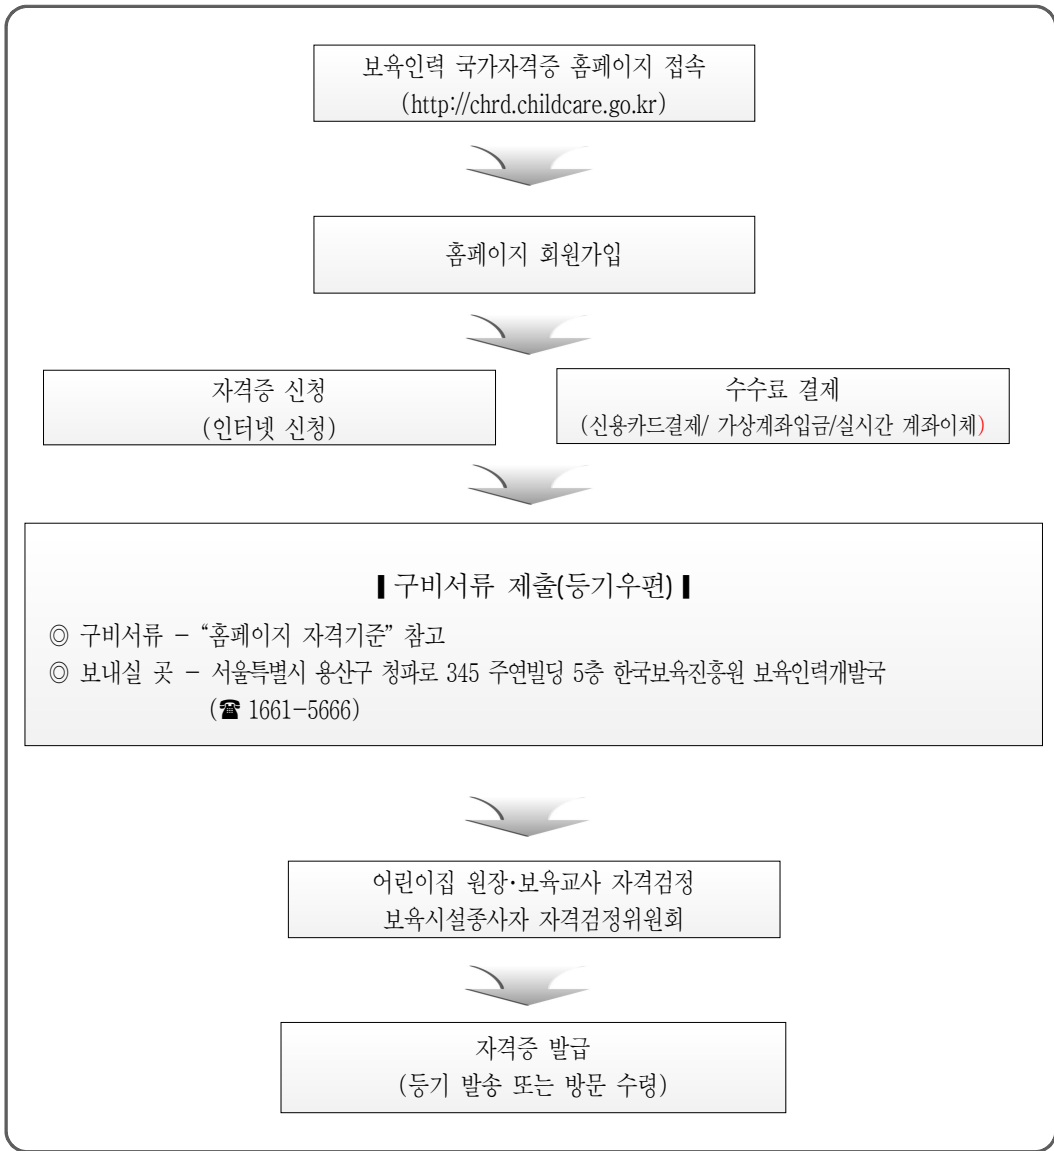 보육인력 국가자격증 홈페이지 접속
(http://chrd.childcare.go.kr)
홈페이지 회원가입
자격증 신청
(인터넷 신청)
수수료 결제
(신용카드결제/ 가상계좌입금/실시간 계좌이체)
▌구비서류 제출(등기우편)▐
◎ 구비서류 - “홈페이지 자격기준” 참고
◎ 보내실 곳 - 서울특별시 용산구 청파로 345 주연빌딩 5층 한국보육진흥원 보육인력개발국
(☎ 1661-5666)
어린이집 원장·보육교사 자격검정
보육시설종사자 자격검정위원회
자격증 발급
(등기 발송 또는 방문 수령)